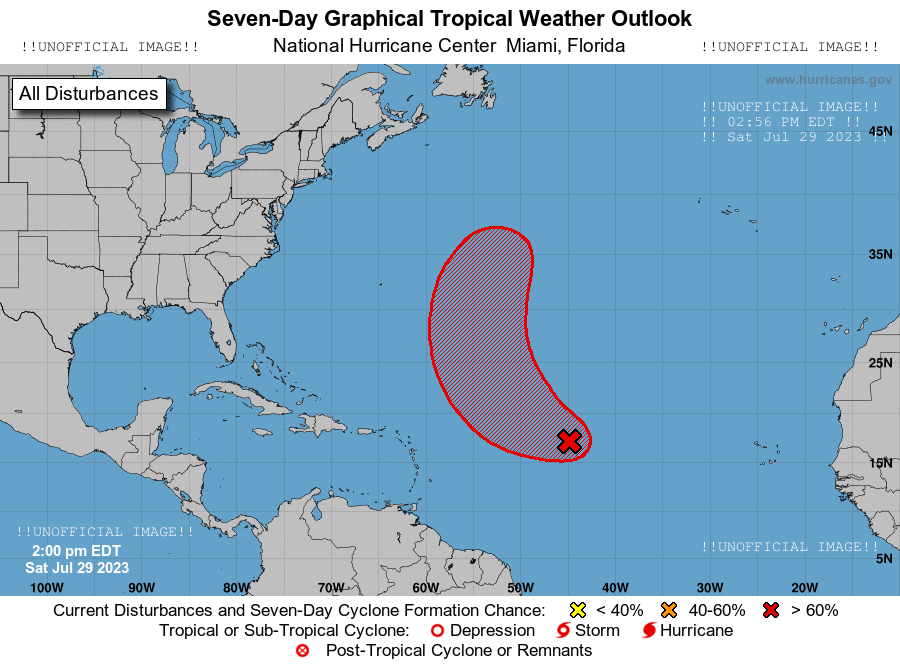 Seven-Day Graphical Tropical Weather Outlook
!!UNOFFICIAL IMAGE!! National Hurricane Center  Miami, Florida !!UNOFFICIAL IMAGE!!
www.hurricanes.gov
All Disturbances
!!UNOFFICIAL IMAGE!!
!! 02:56 PM EDT !!
!! Sat Jul 29 2023 !!
45N
35N
25N
15N
!!UNOFFICIAL IMAGE!!
!!UNOFFICIAL IMAGE!!
2:00 pm EDT
5N
Sat Jul 29 2023
100W 90W 80W 70W 60W 50W 40W 30W 20W
Current Disturbances and Seven-Day Cyclone Formation Chance: < 40% 40-60% > 60%
Tropical or Sub-Tropical Cyclone: Depression Storm Hurricane
Post-Tropical Cyclone or Remnants